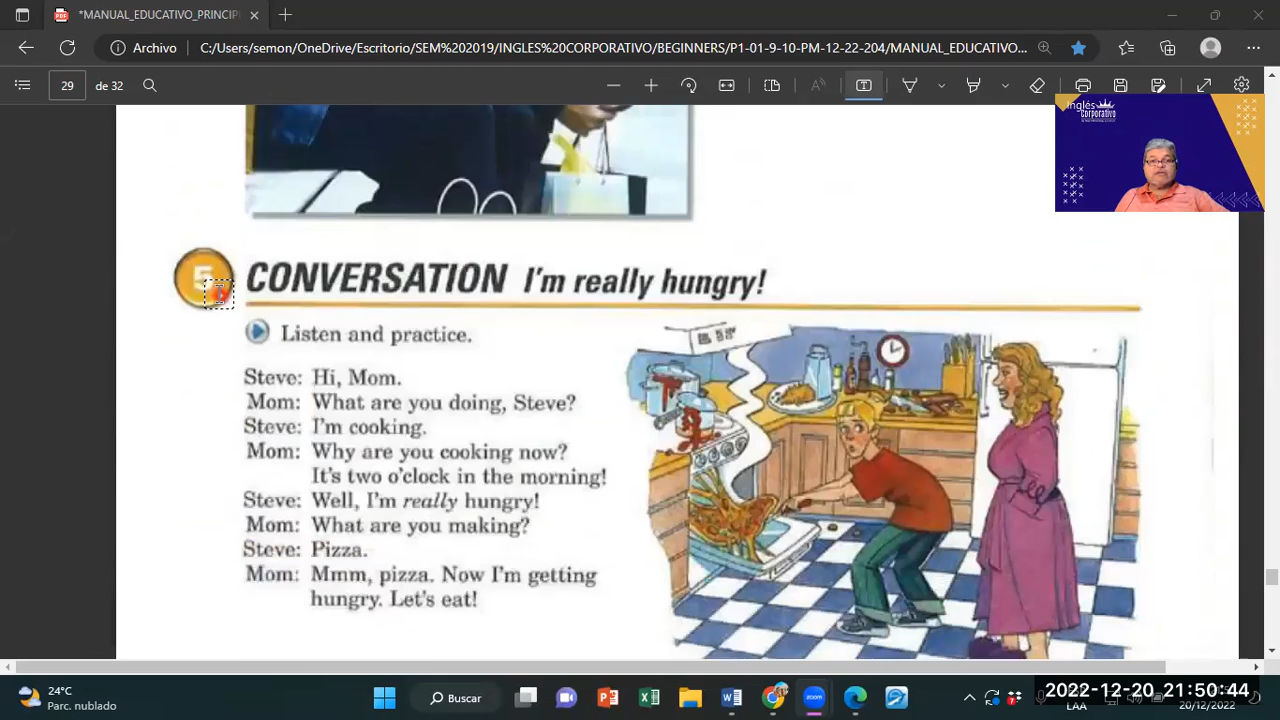 *MANUAL_EDUCATIVO_PRINCIPI
Archivo
C:/Users/semon/OneDrive/Escritorio/SEM%202019/INGLES%20CORPORATIVO/BEGINNERS/P1-01-9-10-PM-12-22-204/MANUAL_EDUCATIVO...
29 de 32
Inglés
Corporativo
5 CONVERSATION I'm really hungry!
Listen and practice.
Steve: Hi, Mom.
Mom: What are you doing, Steve?
Steve: I'm cooking.
Mom: Why are you cooking now?
It's two o'clock in the morning!
Steve: Well, I'm really hungry!
Mom: What are you making?
Steve: Pizza.
Mom: Mmm, pizza. Now I'm getting
hungry. Let's eat!
24°C
Parc. nublado
Buscar
LAA
2022-12-20 21:50:44
20/12/2022